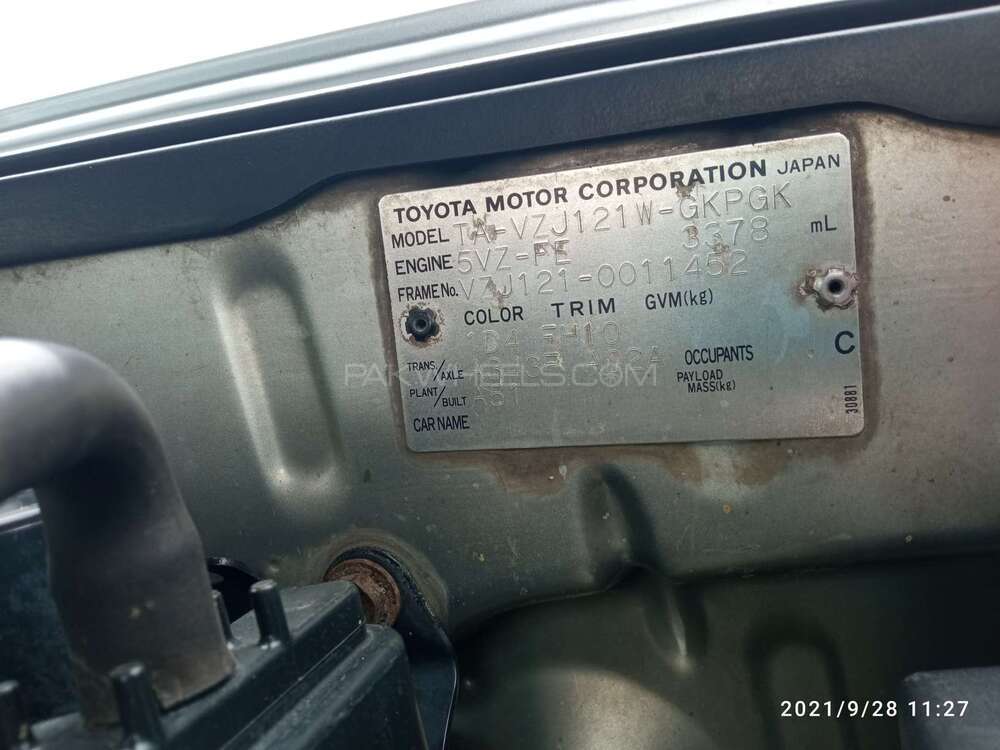 TOYOTA MOTOR CORPORATION JAPAN
MODEL TA-VZJ121W-GKPGK
ENGINE 5VZ-FE 3378 mL
FRAME No. VZJ121-0011452
COLOR TRIM GVM(kg)
1B4 FH10
C
TRANS./AXLE OCCUPANTS
PLANT/BUILT PAYLOAD MASS(kg)
CAR NAME
30881
PAKWHEELS.COM
2021/9/28 11:27